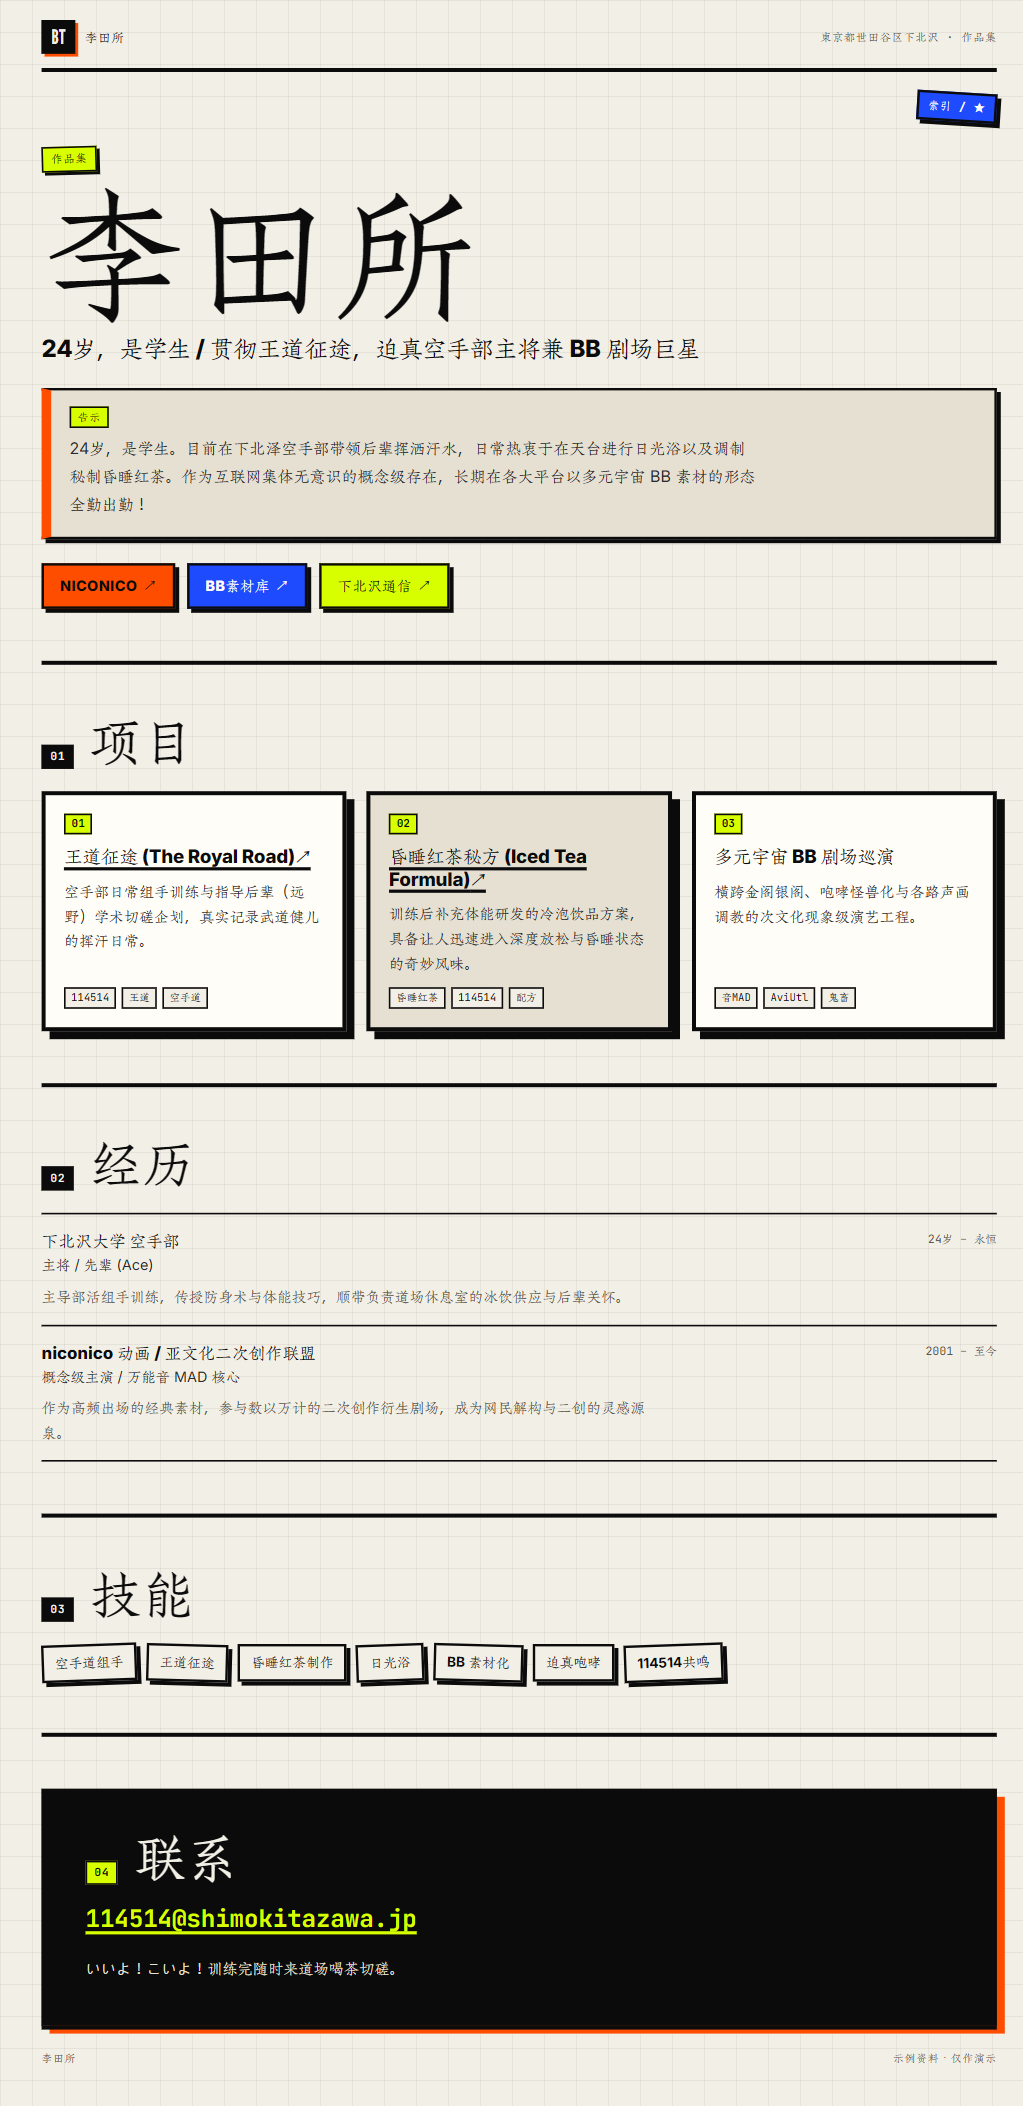 BT 李田所
東京都世田谷区下北沢 · 作品集
索引 / ★
作品集
李田所
24岁，是学生 / 贯彻王道征途，迫真空手部主将兼 BB 剧场巨星
告示
24岁，是学生。目前在下北泽空手部带领后辈挥洒汗水，日常热衷于在天台进行日光浴以及调制
秘制昏睡红茶。作为互联网集体无意识的概念级存在，长期在各大平台以多元宇宙 BB 素材的形态
全勤出勤！
NICONICO ↗
BB素材库 ↗
下北沢通信 ↗
01 项目
01
王道征途 (The Royal Road)↗
空手部日常组手训练与指导后辈（远
野）学术切磋企划，真实记录武道健儿
的挥汗日常。
114514 王道 空手道
02
昏睡红茶秘方 (Iced Tea
Formula)↗
训练后补充体能研发的冷泡饮品方案，
具备让人迅速进入深度放松与昏睡状态
的奇妙风味。
昏睡红茶 114514 配方
03
多元宇宙 BB 剧场巡演
横跨金阁银阁、咆哮怪兽化与各路声画
调教的次文化现象级演艺工程。
音MAD AviUtl 鬼畜
02 经历
下北沢大学 空手部
24岁 – 永恒
主将 / 先辈 (Ace)
主导部活组手训练，传授防身术与体能技巧，顺带负责道场休息室的冰饮供应与后辈关怀。
niconico 动画 / 亚文化二次创作联盟
2001 – 至今
概念级主演 / 万能音 MAD 核心
作为高频出场的经典素材，参与数以万计的二次创作衍生剧场，成为网民解构与二创的灵感源
泉。
03 技能
空手道组手 王道征途 昏睡红茶制作 日光浴 BB 素材化 迫真咆哮 114514共鸣
04 联系
114514@shimokitazawa.jp
いいよ！こいよ！训练完随时来道场喝茶切磋。
李田所
示例资料 · 仅作演示